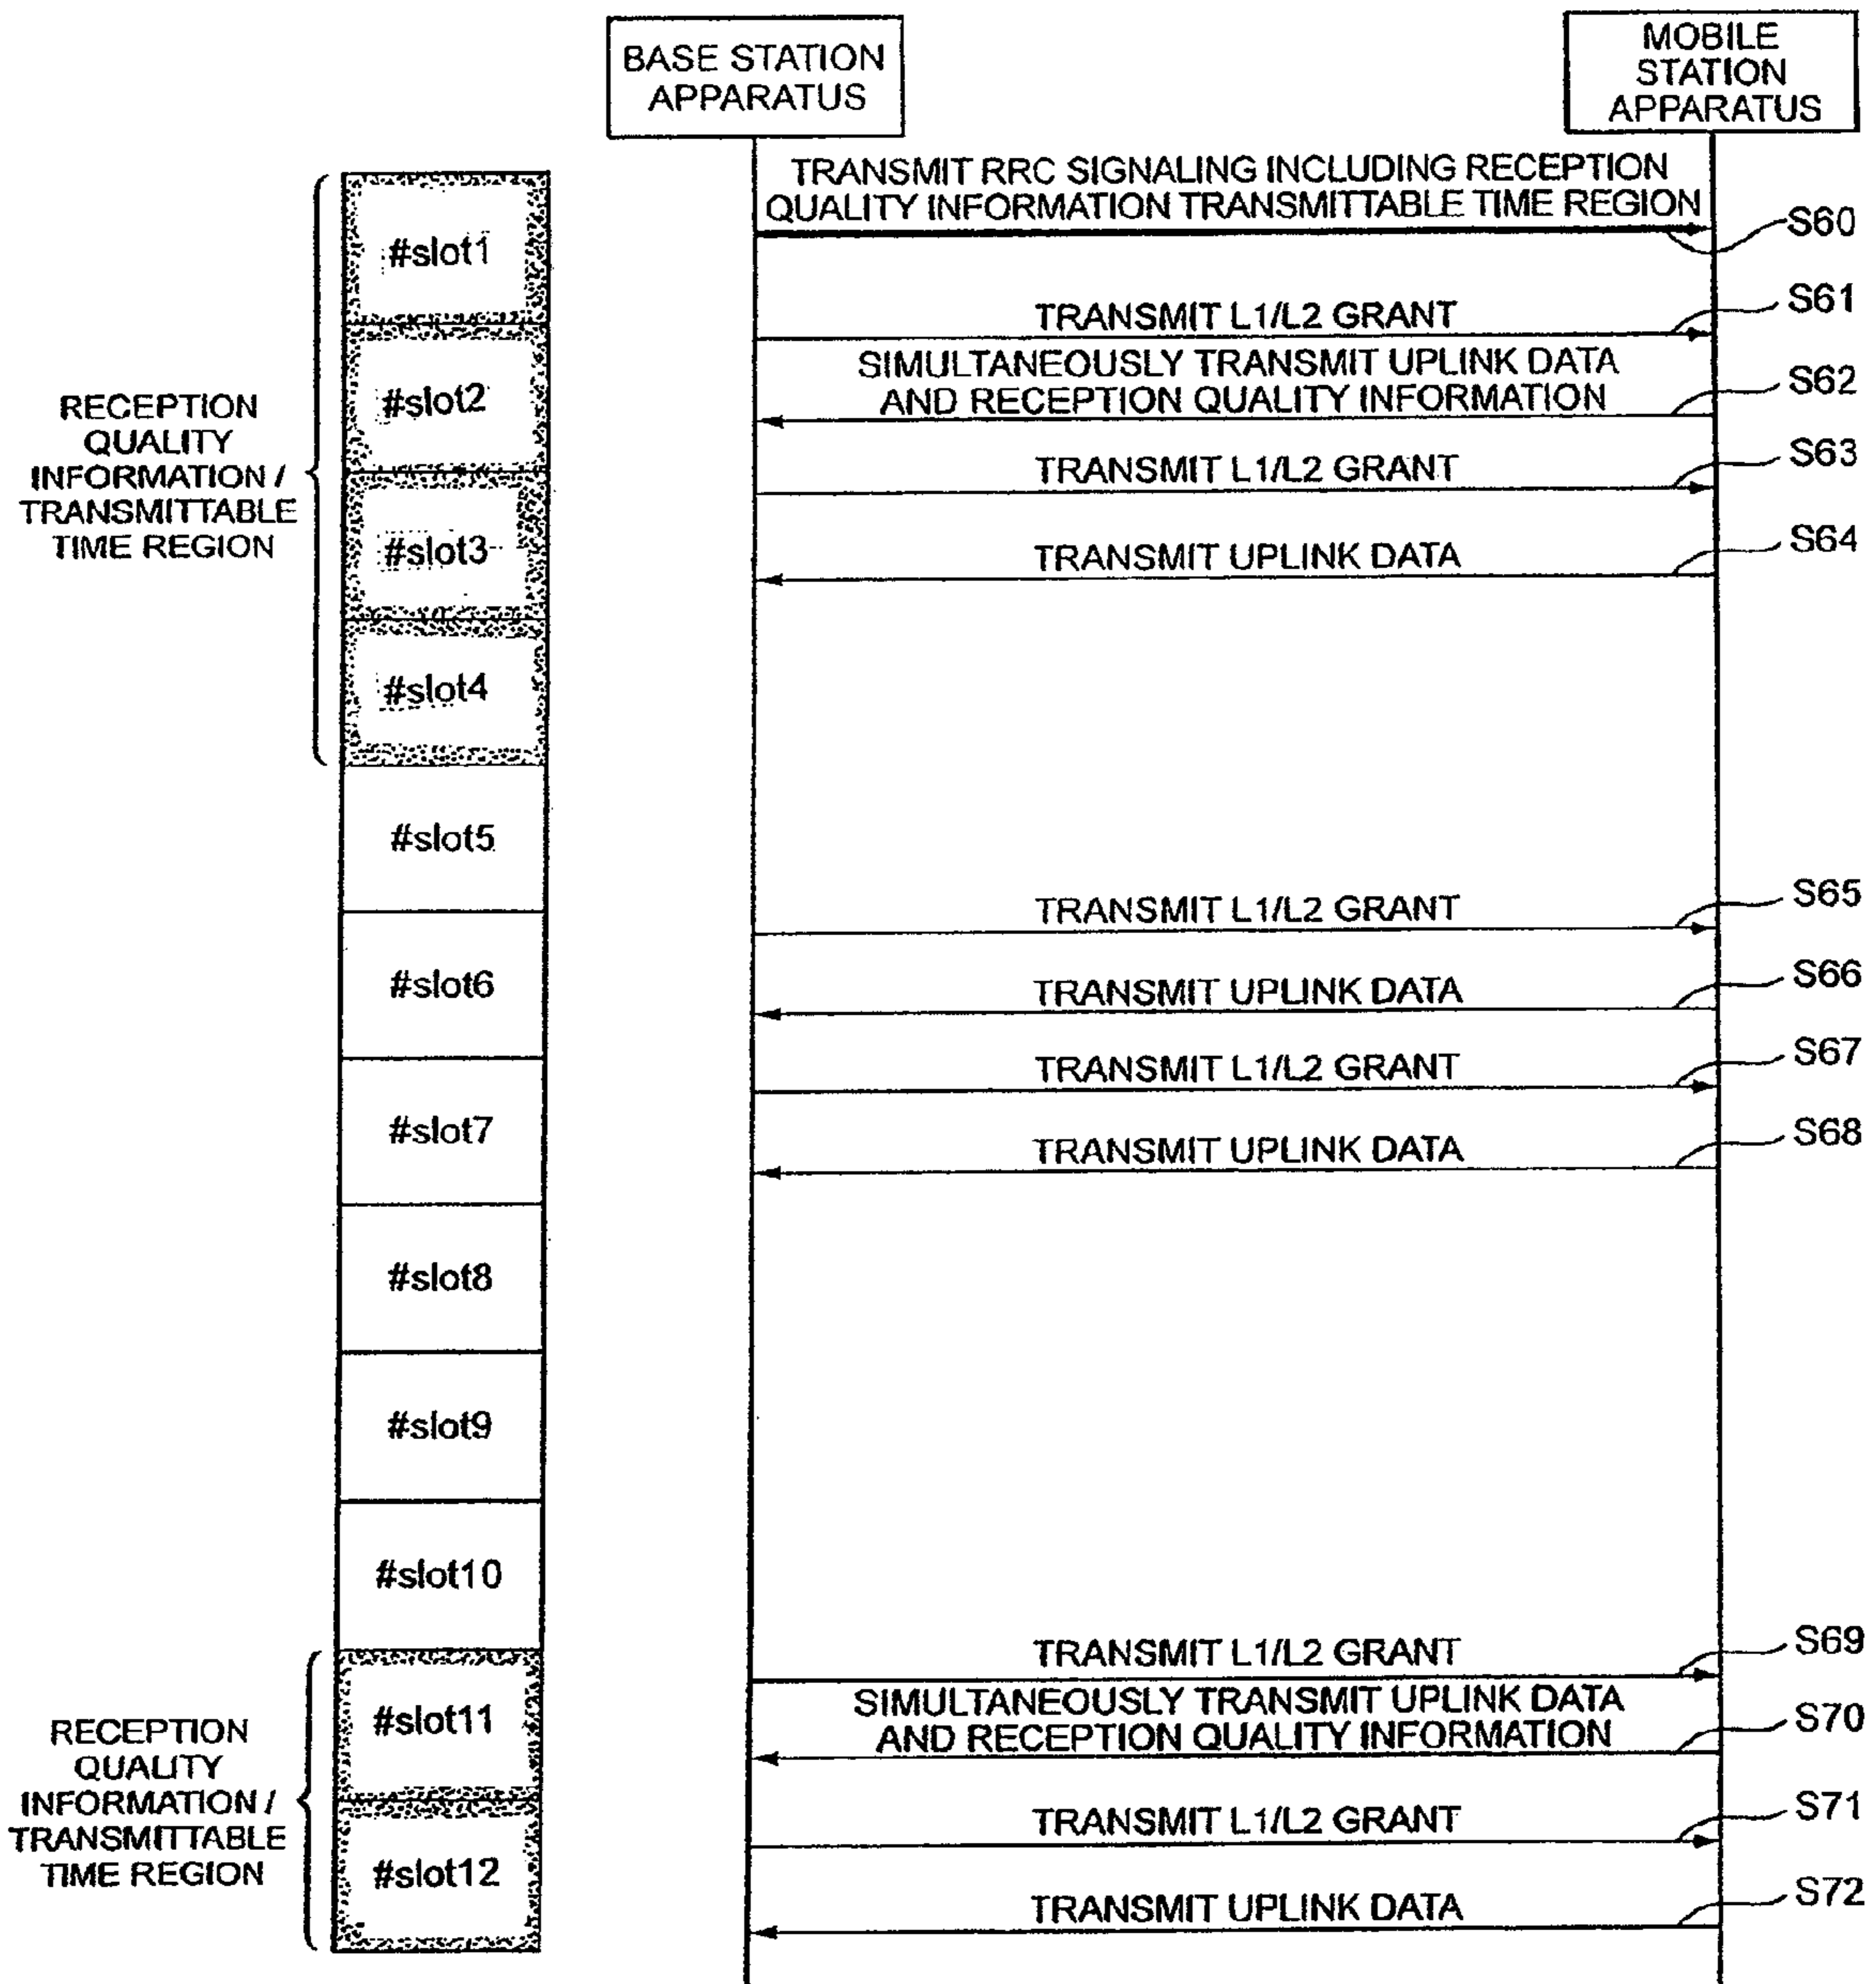 BASE STATION
APPARATUS
MOBILE
STATION
APPARATUS
TRANSMIT RRC SIGNALING INCLUDING RECEPTION
QUALITY INFORMATION TRANSMITTABLE TIME REGION
S60
#slot1
TRANSMIT L1/L2 GRANT
S61
SIMULTANEOUSLY TRANSMIT UPLINK DATA
AND RECEPTION QUALITY INFORMATION
S62
#slot2
RECEPTION
QUALITY
INFORMATION /
TRANSMITTABLE
TIME REGION
TRANSMIT L1/L2 GRANT
S63
#slot3
TRANSMIT UPLINK DATA
S64
#slot4
#slot5
TRANSMIT L1/L2 GRANT
S65
#slot6
TRANSMIT UPLINK DATA
S66
TRANSMIT L1/L2 GRANT
S67
#slot7
TRANSMIT UPLINK DATA
S68
#slot8
#slot9
#slot10
TRANSMIT L1/L2 GRANT
S69
#slot11
SIMULTANEOUSLY TRANSMIT UPLINK DATA
AND RECEPTION QUALITY INFORMATION
S70
RECEPTION
QUALITY
INFORMATION /
TRANSMITTABLE
TIME REGION
TRANSMIT L1/L2 GRANT
S71
#slot12
TRANSMIT UPLINK DATA
S72